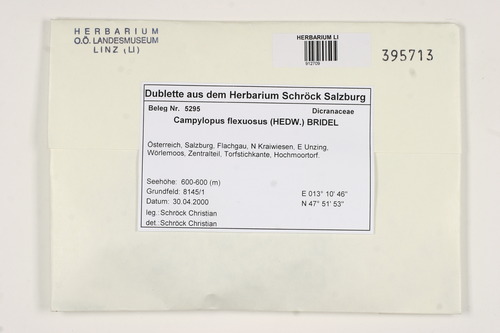 HERBARIUM
O.Ö. LANDESMUSEUM
LINZ (LI)
HERBARIUM LI
912709
395713
Dublette aus dem Herbarium Schröck Salzburg
Beleg Nr. 5295 Dicranaceae
Campylopus flexuosus (HEDW.) BRIDEL
Österreich, Salzburg, Flachgau, N Kraiwiesen, E Unzing,
Wörlemoos, Zentralteil, Torfstichkante, Hochmoortorf.
Seehöhe: 600-600 (m)
Grundfeld: 8145/1 E 013° 10' 46"
Datum: 30.04.2000 N 47° 51' 53"
leg.: Schröck Christian
det.: Schröck Christian